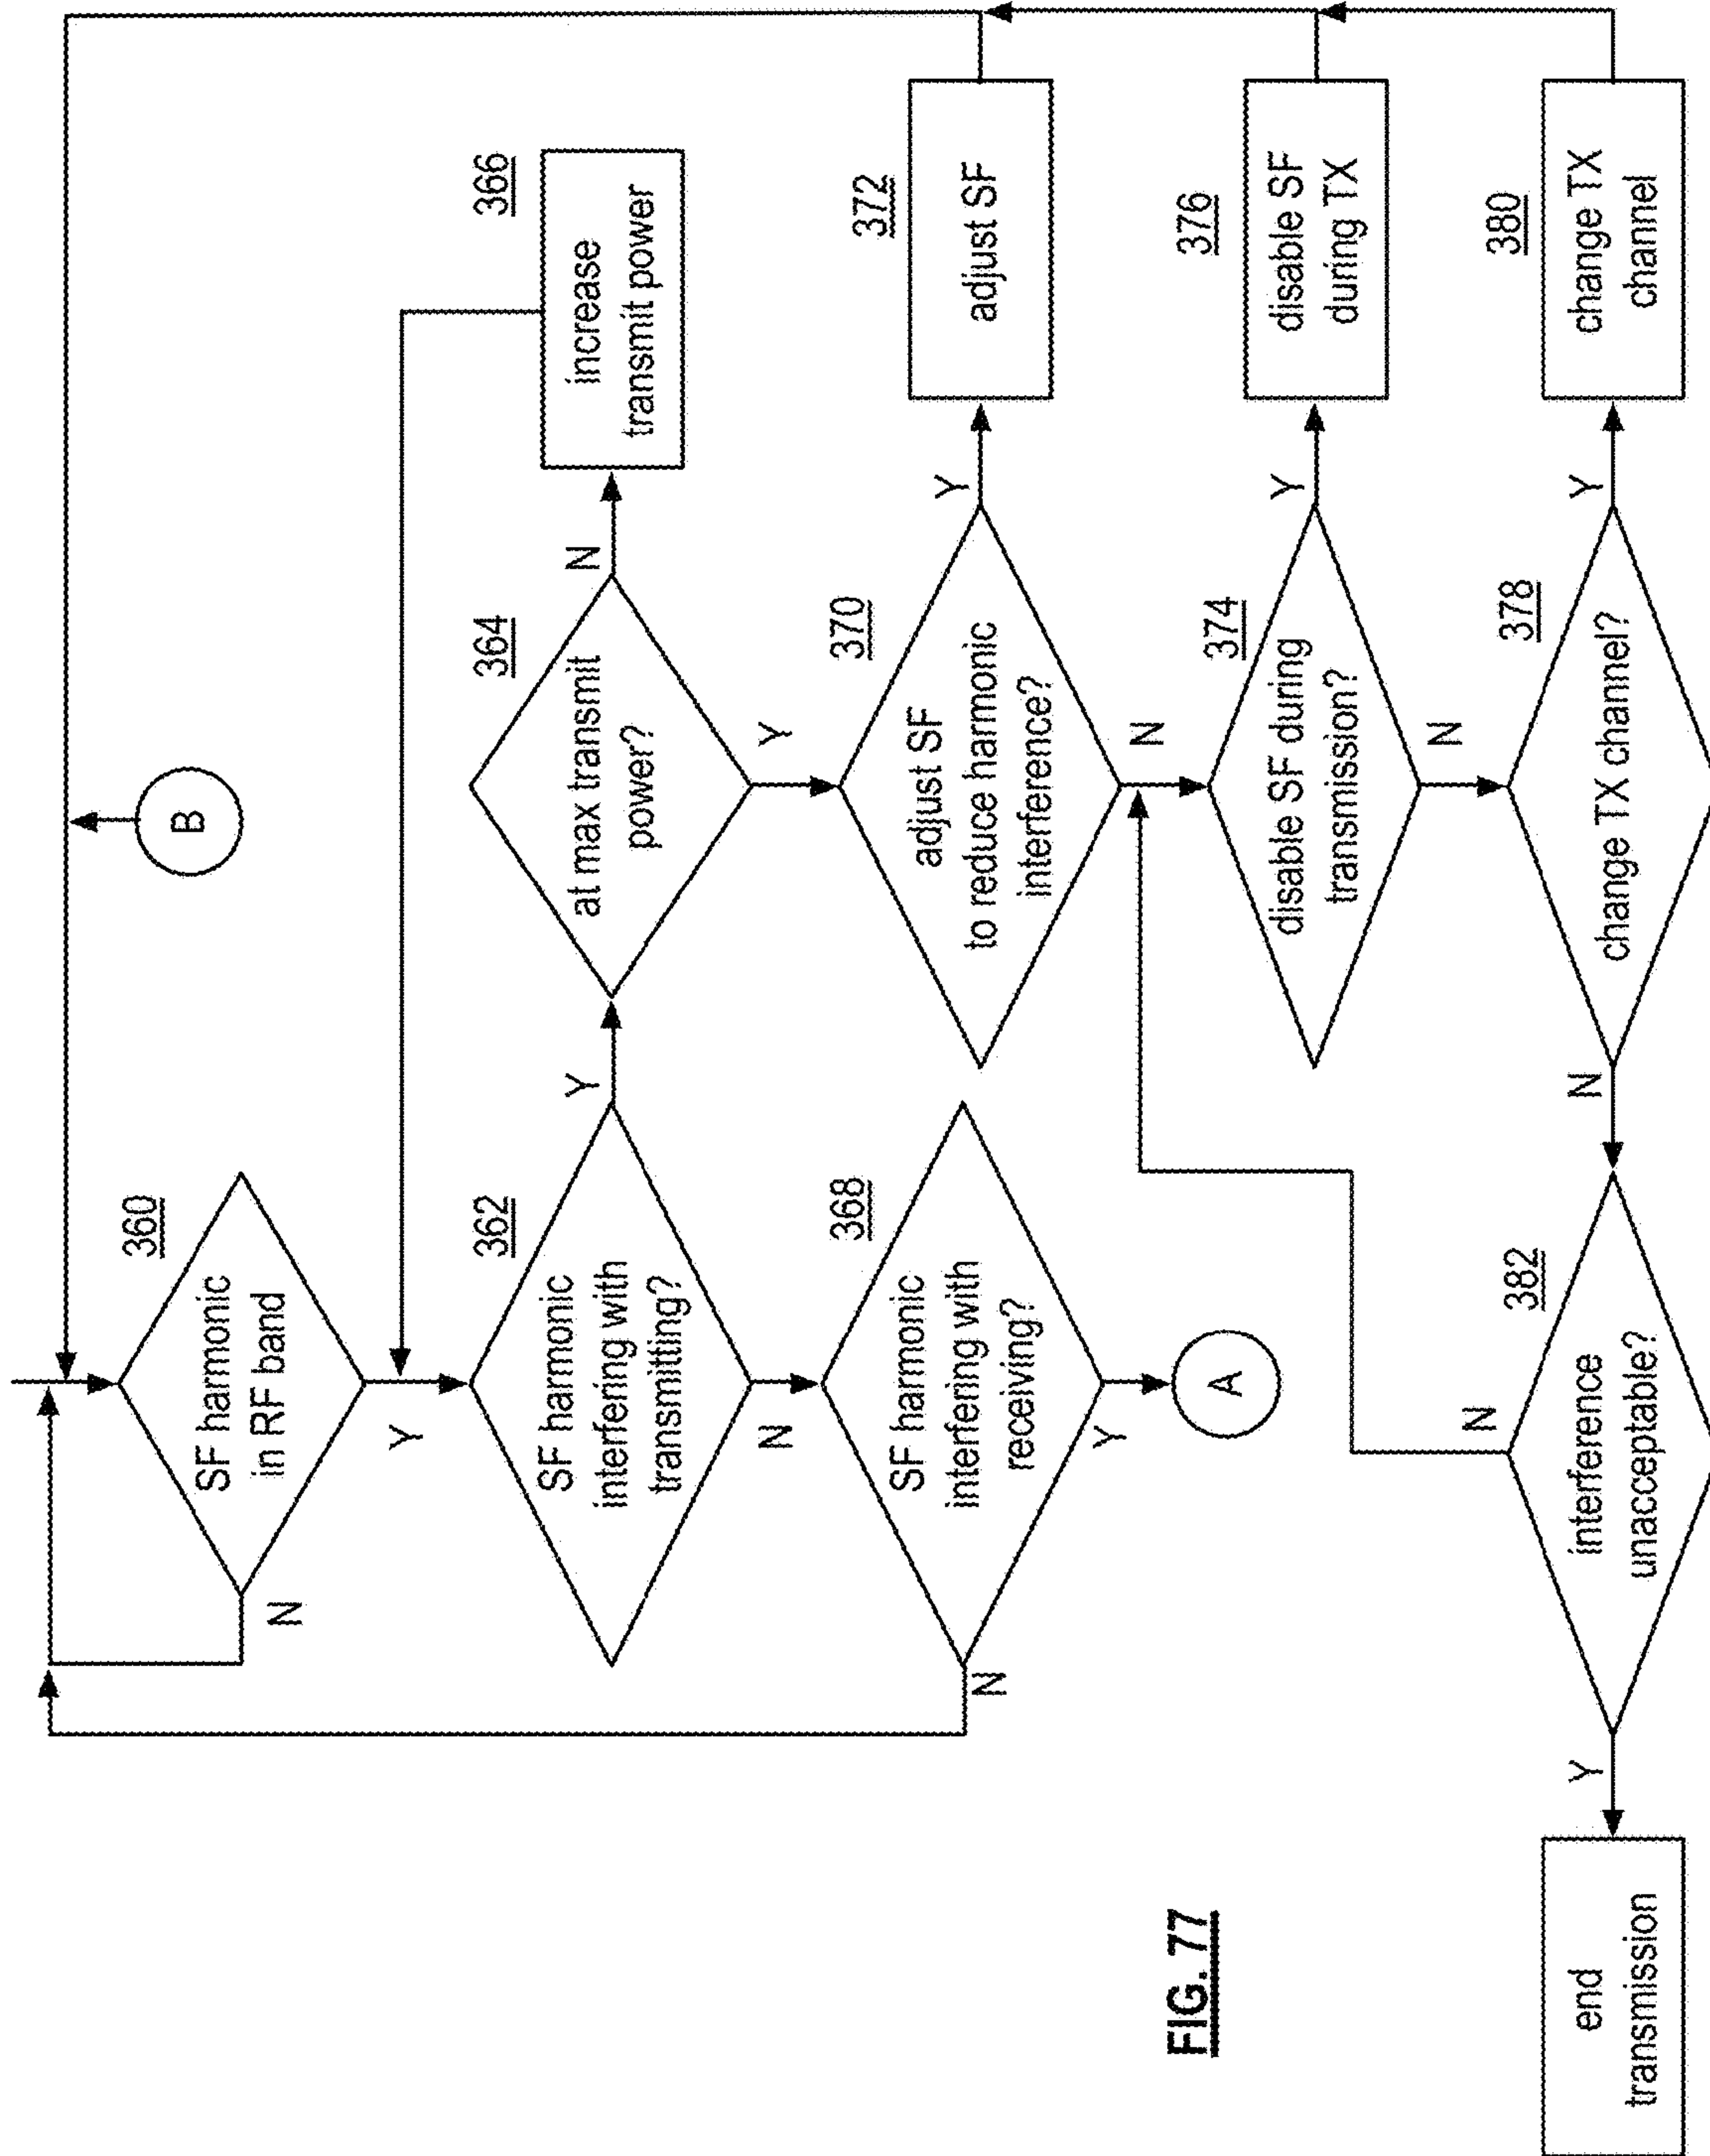 B
360
SF harmonic
in RF band
N
Y
362
SF harmonic
interfering with
transmitting?
Y
N
364
at max transmit
power?
N
Y
366
increase
transmit power
368
SF harmonic
interfering with
receiving?
N
Y
A
370
adjust SF
to reduce harmonic
interference?
Y
N
372
adjust SF
374
disable SF during
transmission?
Y
N
376
disable SF
during TX
378
change TX channel?
Y
N
380
change TX
channel
382
interference
unacceptable?
N
Y
end
transmission
FIG. 77